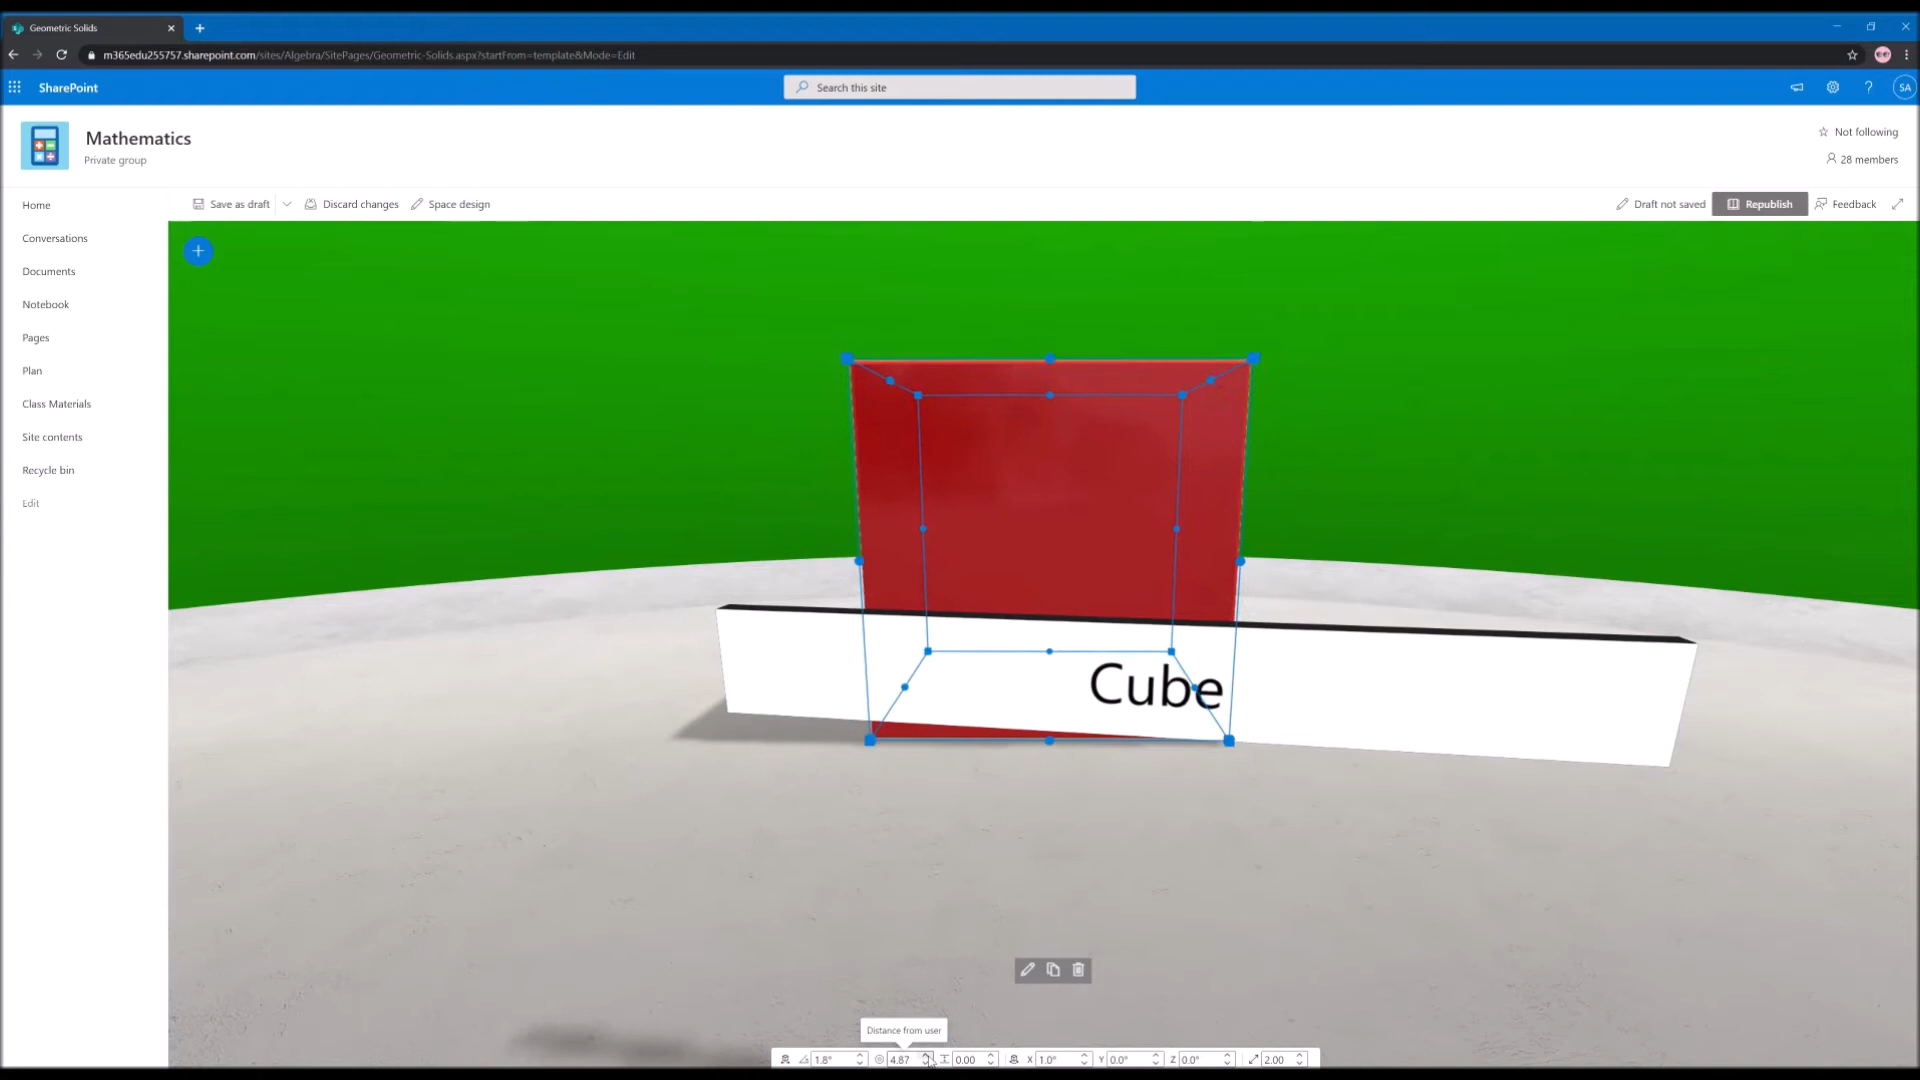 Geometric Solids
m365edu255757.sharepoint.com/sites/Algebra/SitePages/Geometric-Solids.aspx?startFrom=template&Mode=Edit
SharePoint
Search this site
SA
Mathematics
Private group
Not following
28 members
Home
Conversations
Documents
Notebook
Pages
Plan
Class Materials
Site contents
Recycle bin
Edit
Save as draft
Discard changes
Space design
Draft not saved
Republish
Feedback
Cube
Distance from user
1.8° 4.87 0.00 X 1.0° Y 0.0° Z 0.0° 2.00